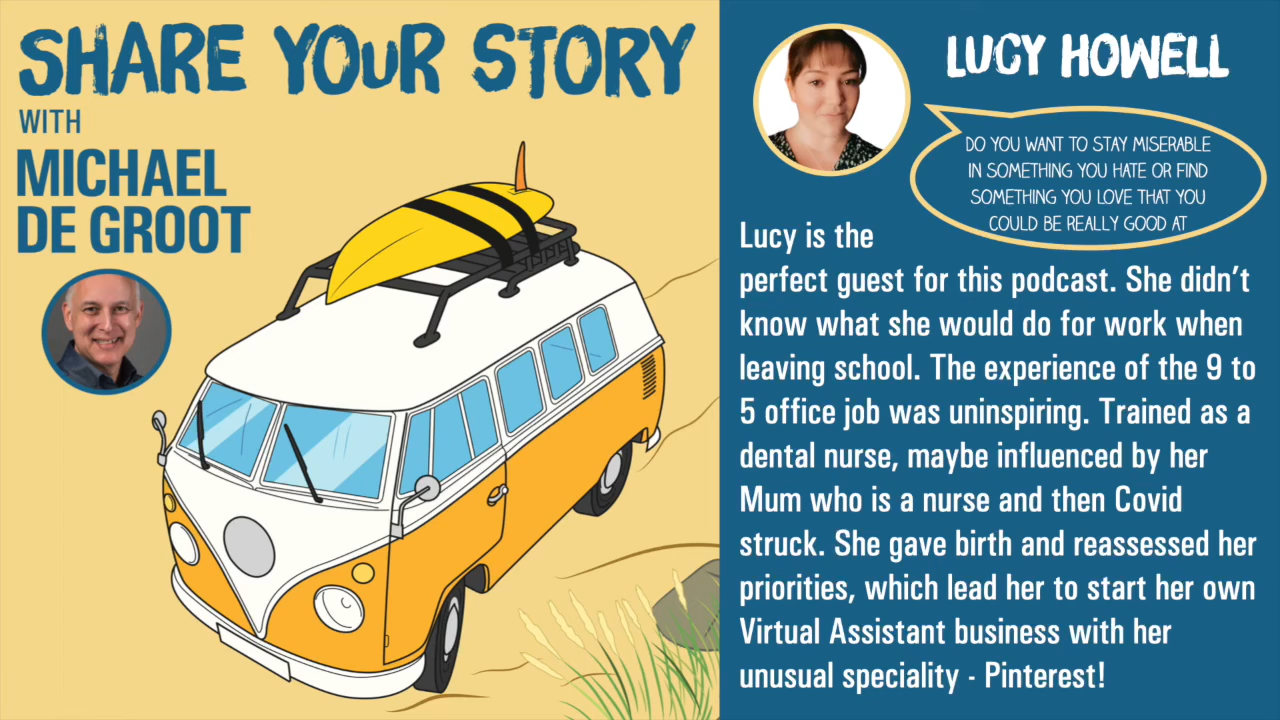 SHARE YOUR STORY
WITH
MICHAEL
DE GROOT
LUCY HOWELL
DO YOU WANT TO STAY MISERABLE
IN SOMETHING YOU HATE OR FIND
SOMETHING YOU LOVE THAT YOU
COULD BE REALLY GOOD AT
Lucy is the
perfect guest for this podcast. She didn't
know what she would do for work when
leaving school. The experience of the 9 to
5 office job was uninspiring. Trained as a
dental nurse, maybe influenced by her
Mum who is a nurse and then Covid
struck. She gave birth and reassessed her
priorities, which lead her to start her own
Virtual Assistant business with her
unusual speciality - Pinterest!